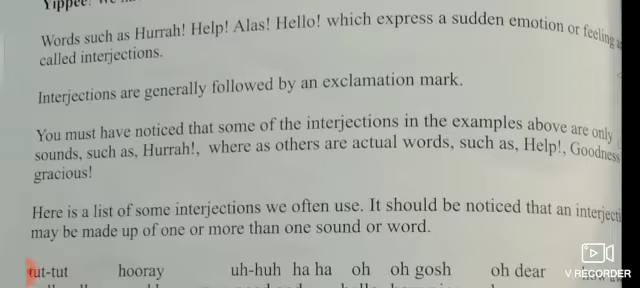 Yippee!
Words such as Hurrah! Help! Alas! Hello! which express a sudden emotion or feeling
called interjections.
Interjections are generally followed by an exclamation mark.
You must have noticed that some of the interjections in the examples above are only
sounds, such as, Hurrah!, where as others are actual words, such as, Help!, Goodness
gracious!
Here is a list of some interjections we often use. It should be noticed that an interjecti
may be made up of one or more than one sound or word.
tut-tut hooray uh-huh ha ha oh oh gosh oh dear
V RECORDER